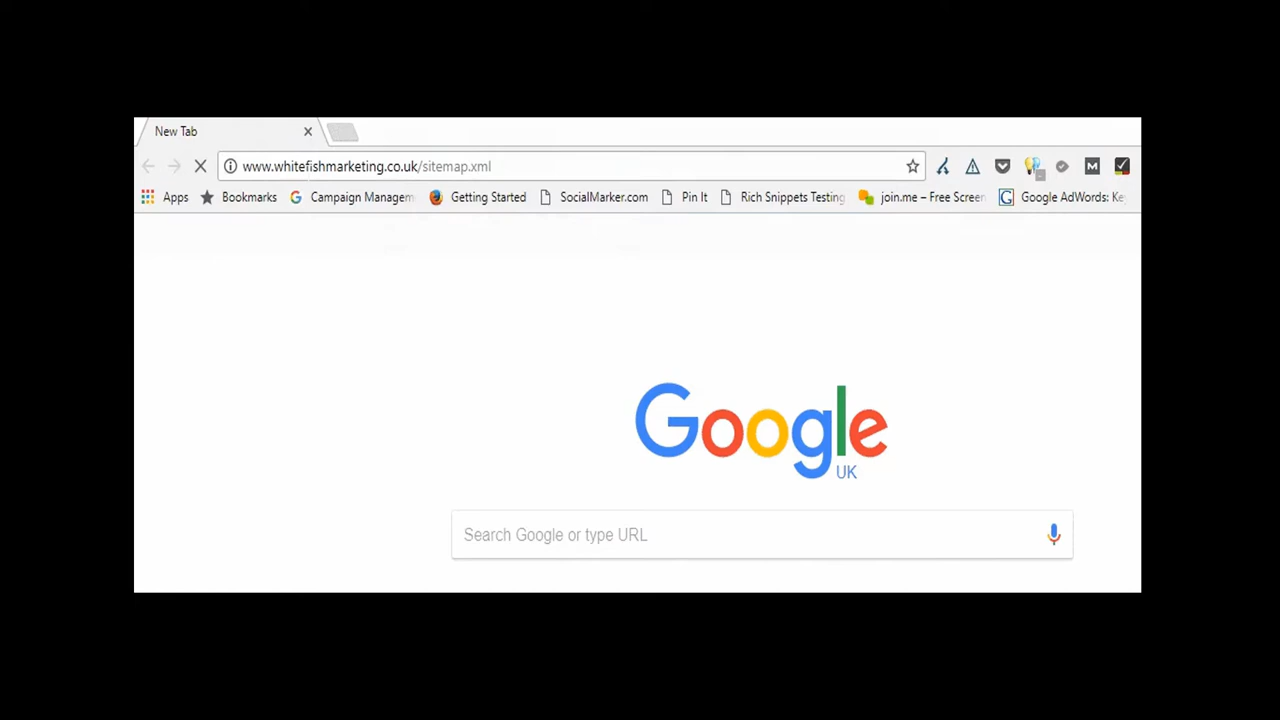 New Tab
www.whitefishmarketing.co.uk/sitemap.xml
M
Apps Bookmarks Campaign Managem Getting Started SocialMarker.com Pin It Rich Snippets Testing join.me – Free Screen G Google AdWords: Ke
Google
UK
Search Google or type URL